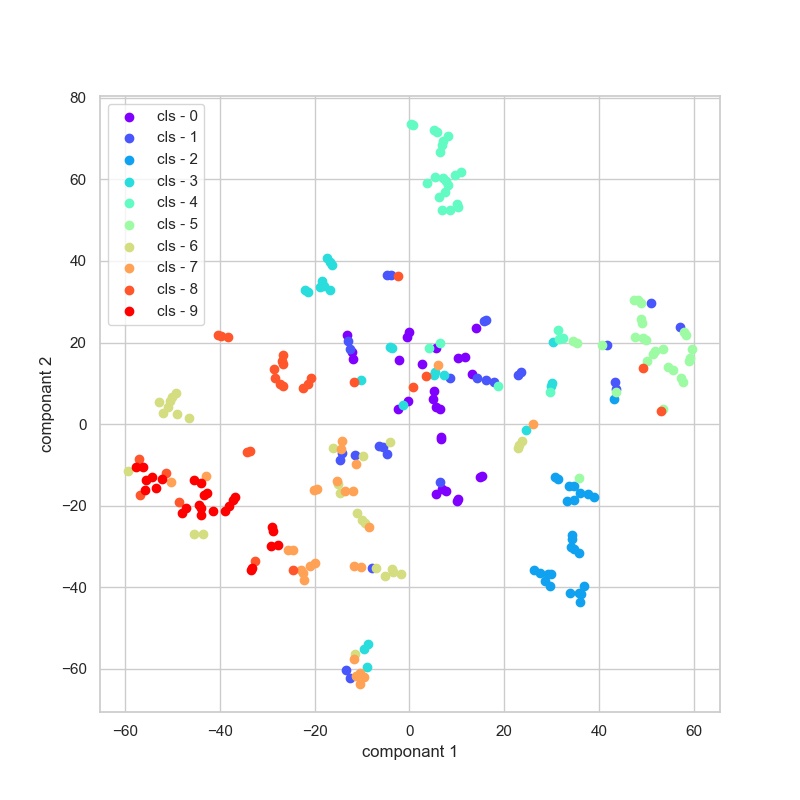 80
60
40
20
0
−20
−40
−60
componant 2
cls - 0
cls - 1
cls - 2
cls - 3
cls - 4
cls - 5
cls - 6
cls - 7
cls - 8
cls - 9
−60 −40 −20 0 20 40 60
componant 1